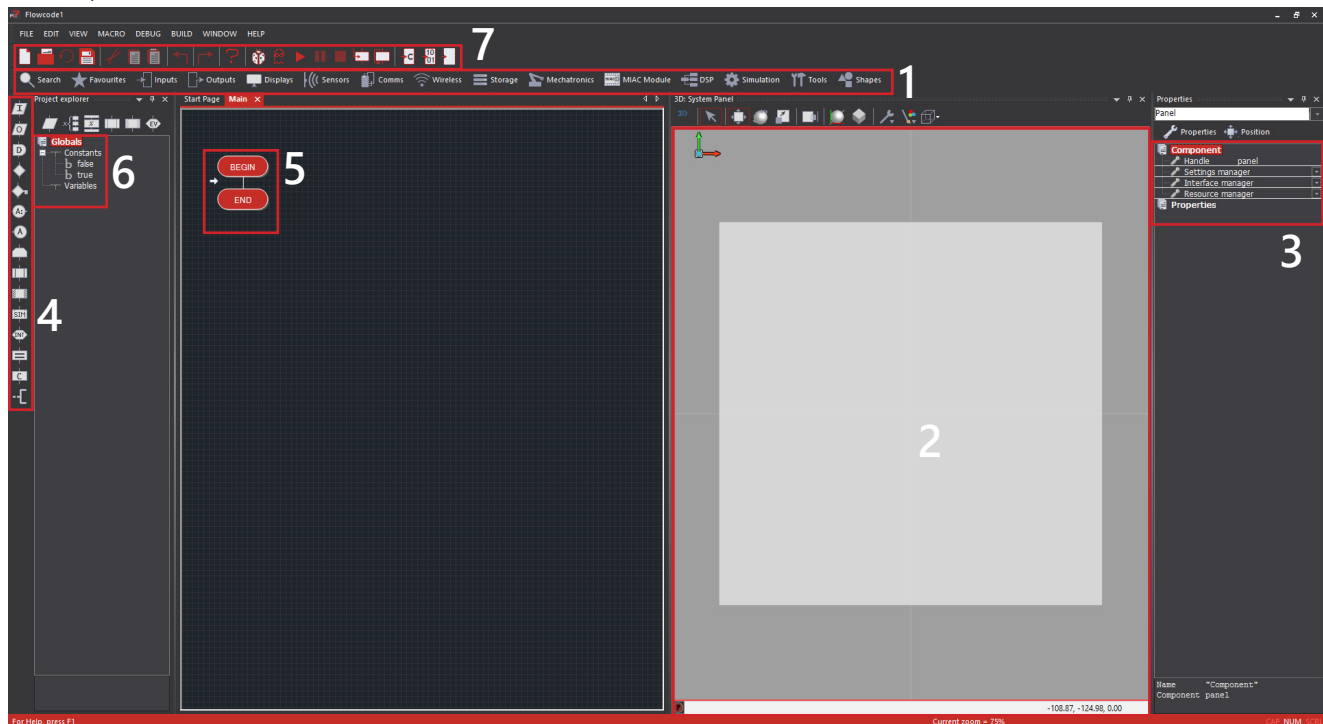 Flowcode1
FILE EDIT VIEW MACRO DEBUG BUILD WINDOW HELP
7
Search Favourites Inputs Outputs Displays Sensors Comms Wireless Storage Mechatronics MIAC Module DSP Simulation Tools Shapes
1
Project explorer
Start Page Main
3D: System Panel
Properties
Panel
3D
Properties Position
Globals
Constants
false
true
Variables
6
BEGIN
END
5
Component
Handle panel
Settings manager
Interface manager
Resource manager
Properties
3
I
O
D
A:
A
SIM
INT
C
4
2
Name "Component"
Component panel
-108.87, -124.98, 0.00
For Help, press F1
Current zoom = 75%
CAP NUM SCRL